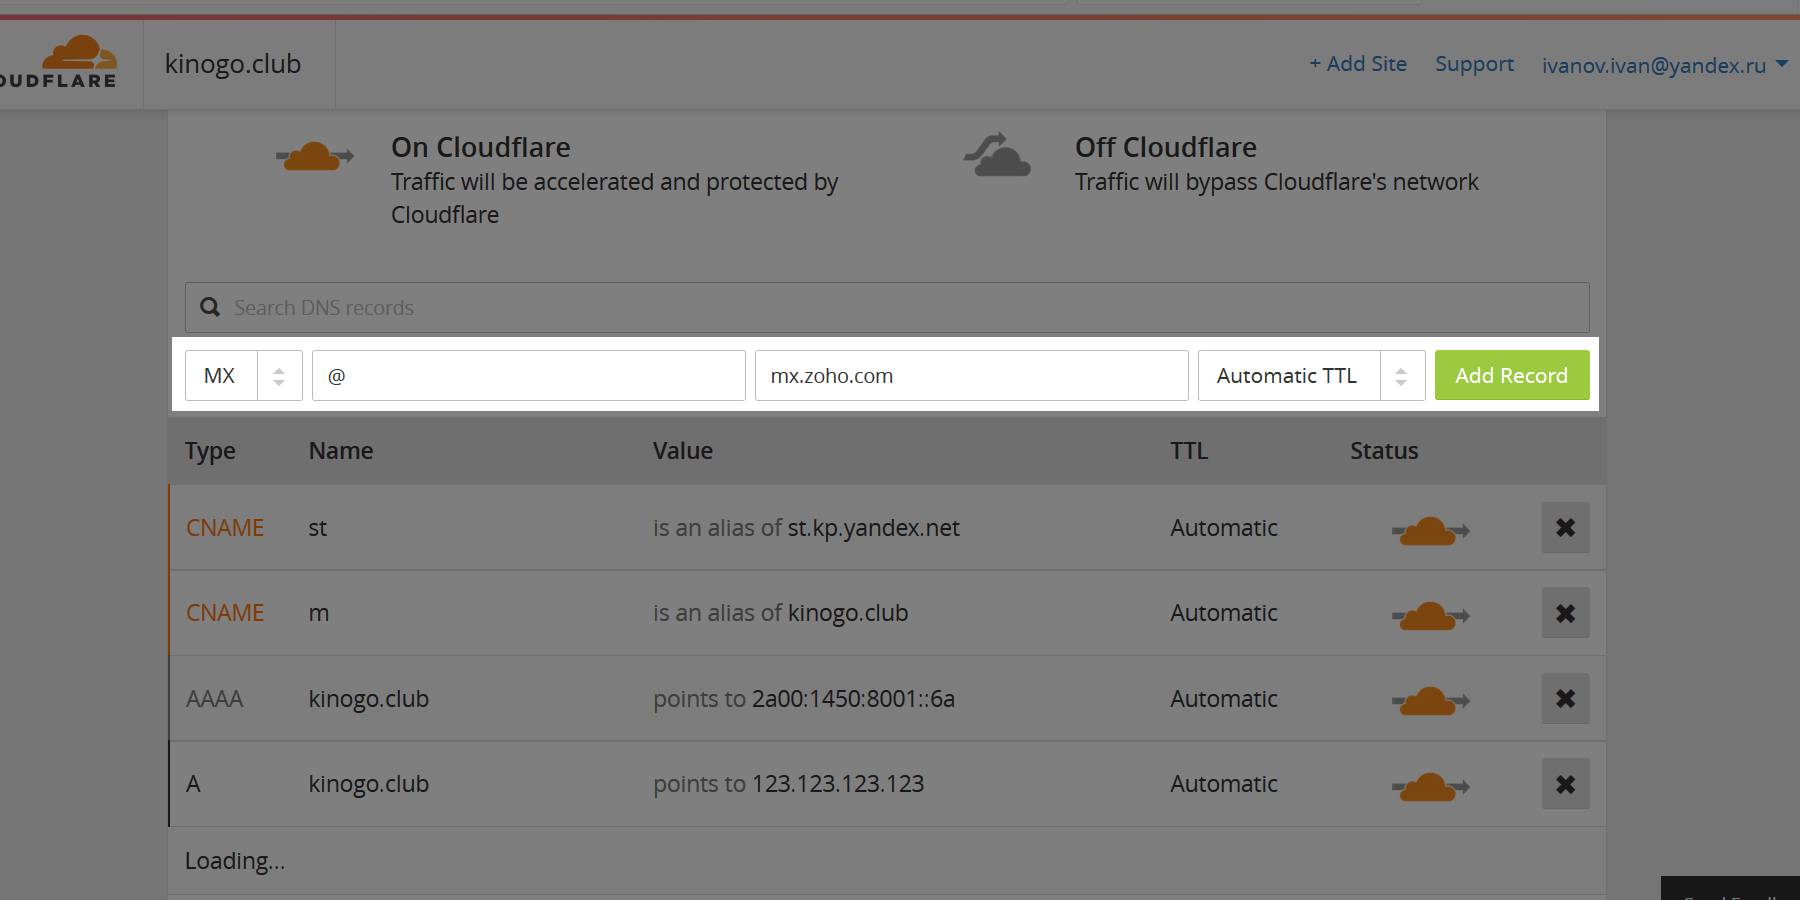 OUDFLARE
kinogo.club
+ Add Site Support ivanov.ivan@yandex.ru
On Cloudflare
Traffic will be accelerated and protected by
Cloudflare
Off Cloudflare
Traffic will bypass Cloudflare's network
Search DNS records
MX @ mx.zoho.com Automatic TTL Add Record
Type Name Value TTL Status
CNAME st is an alias of st.kp.yandex.net Automatic
CNAME m is an alias of kinogo.club Automatic
AAAA kinogo.club points to 2a00:1450:8001::6a Automatic
A kinogo.club points to 123.123.123.123 Automatic
Loading...